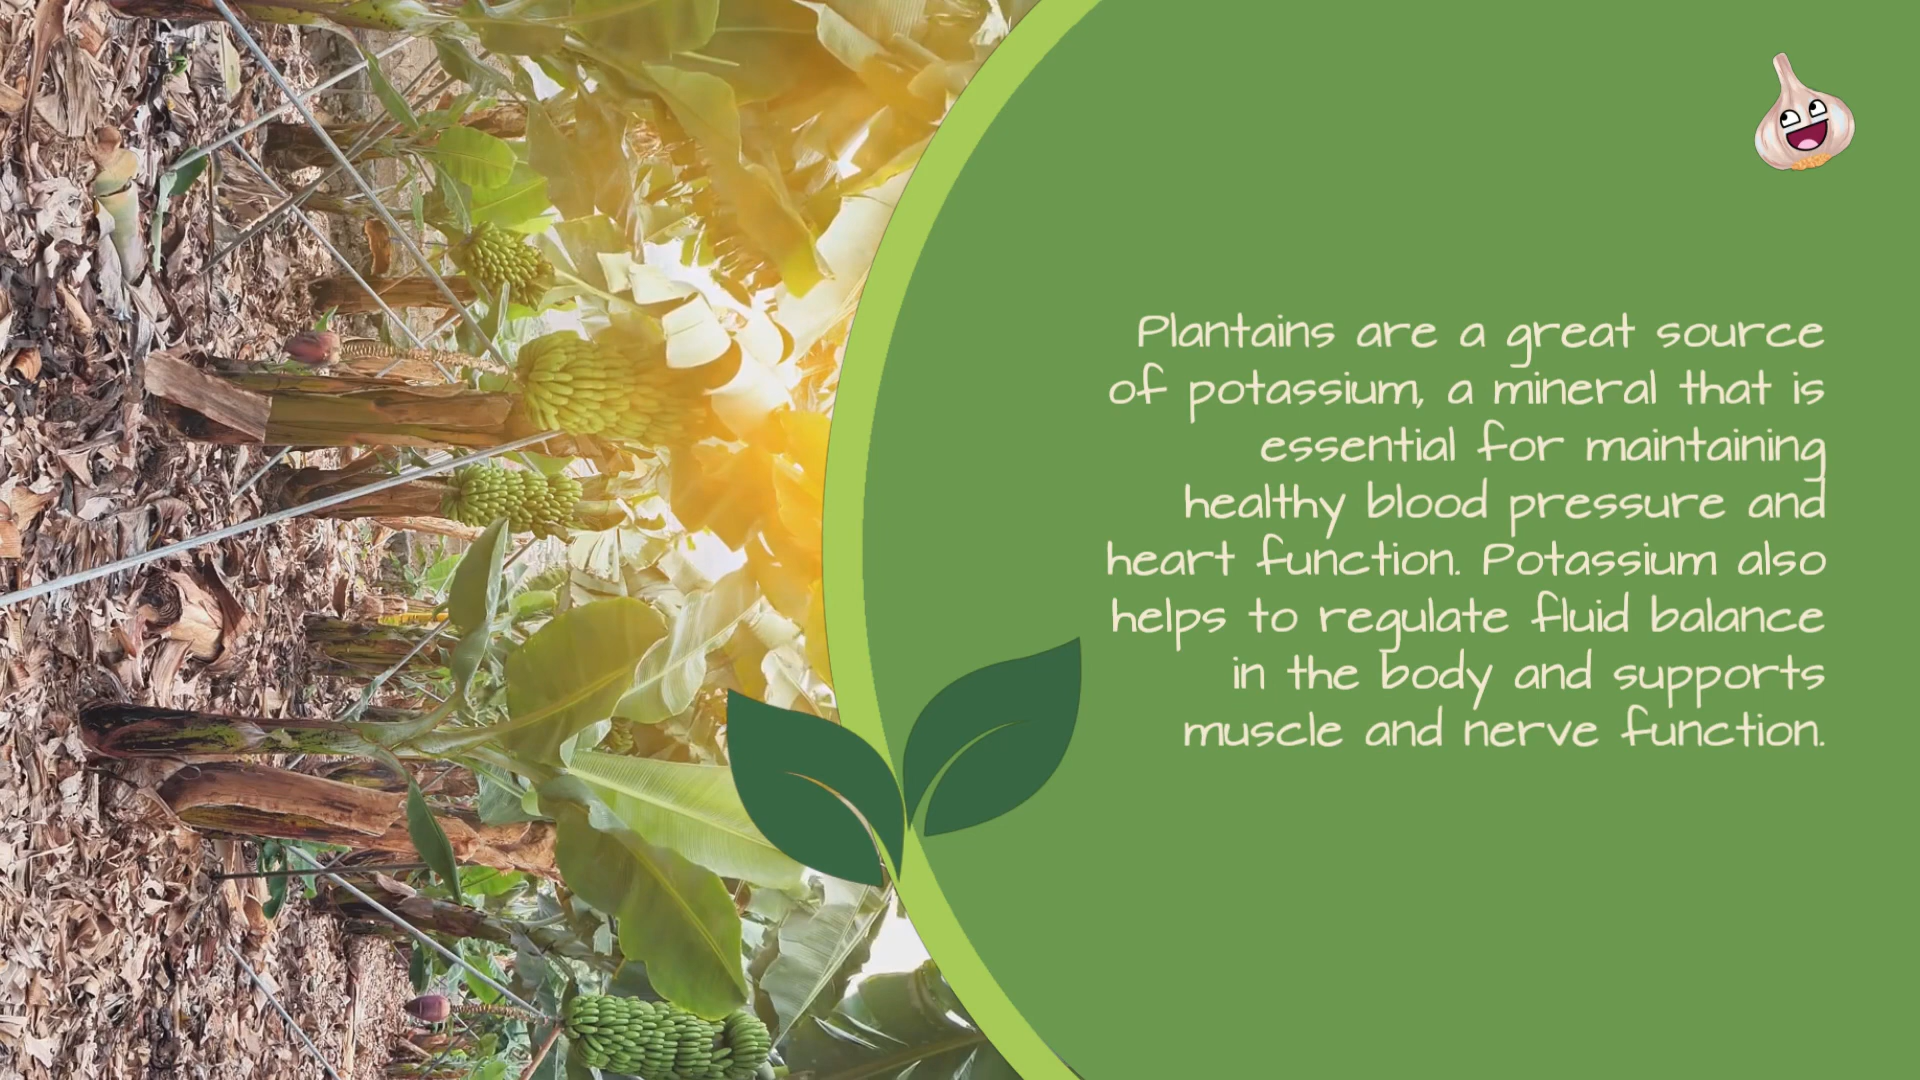 Plantains are a great source
of potassium, a mineral that is
essential for maintaining
healthy blood pressure and
heart function. Potassium also
helps to regulate fluid balance
in the body and supports
muscle and nerve function.